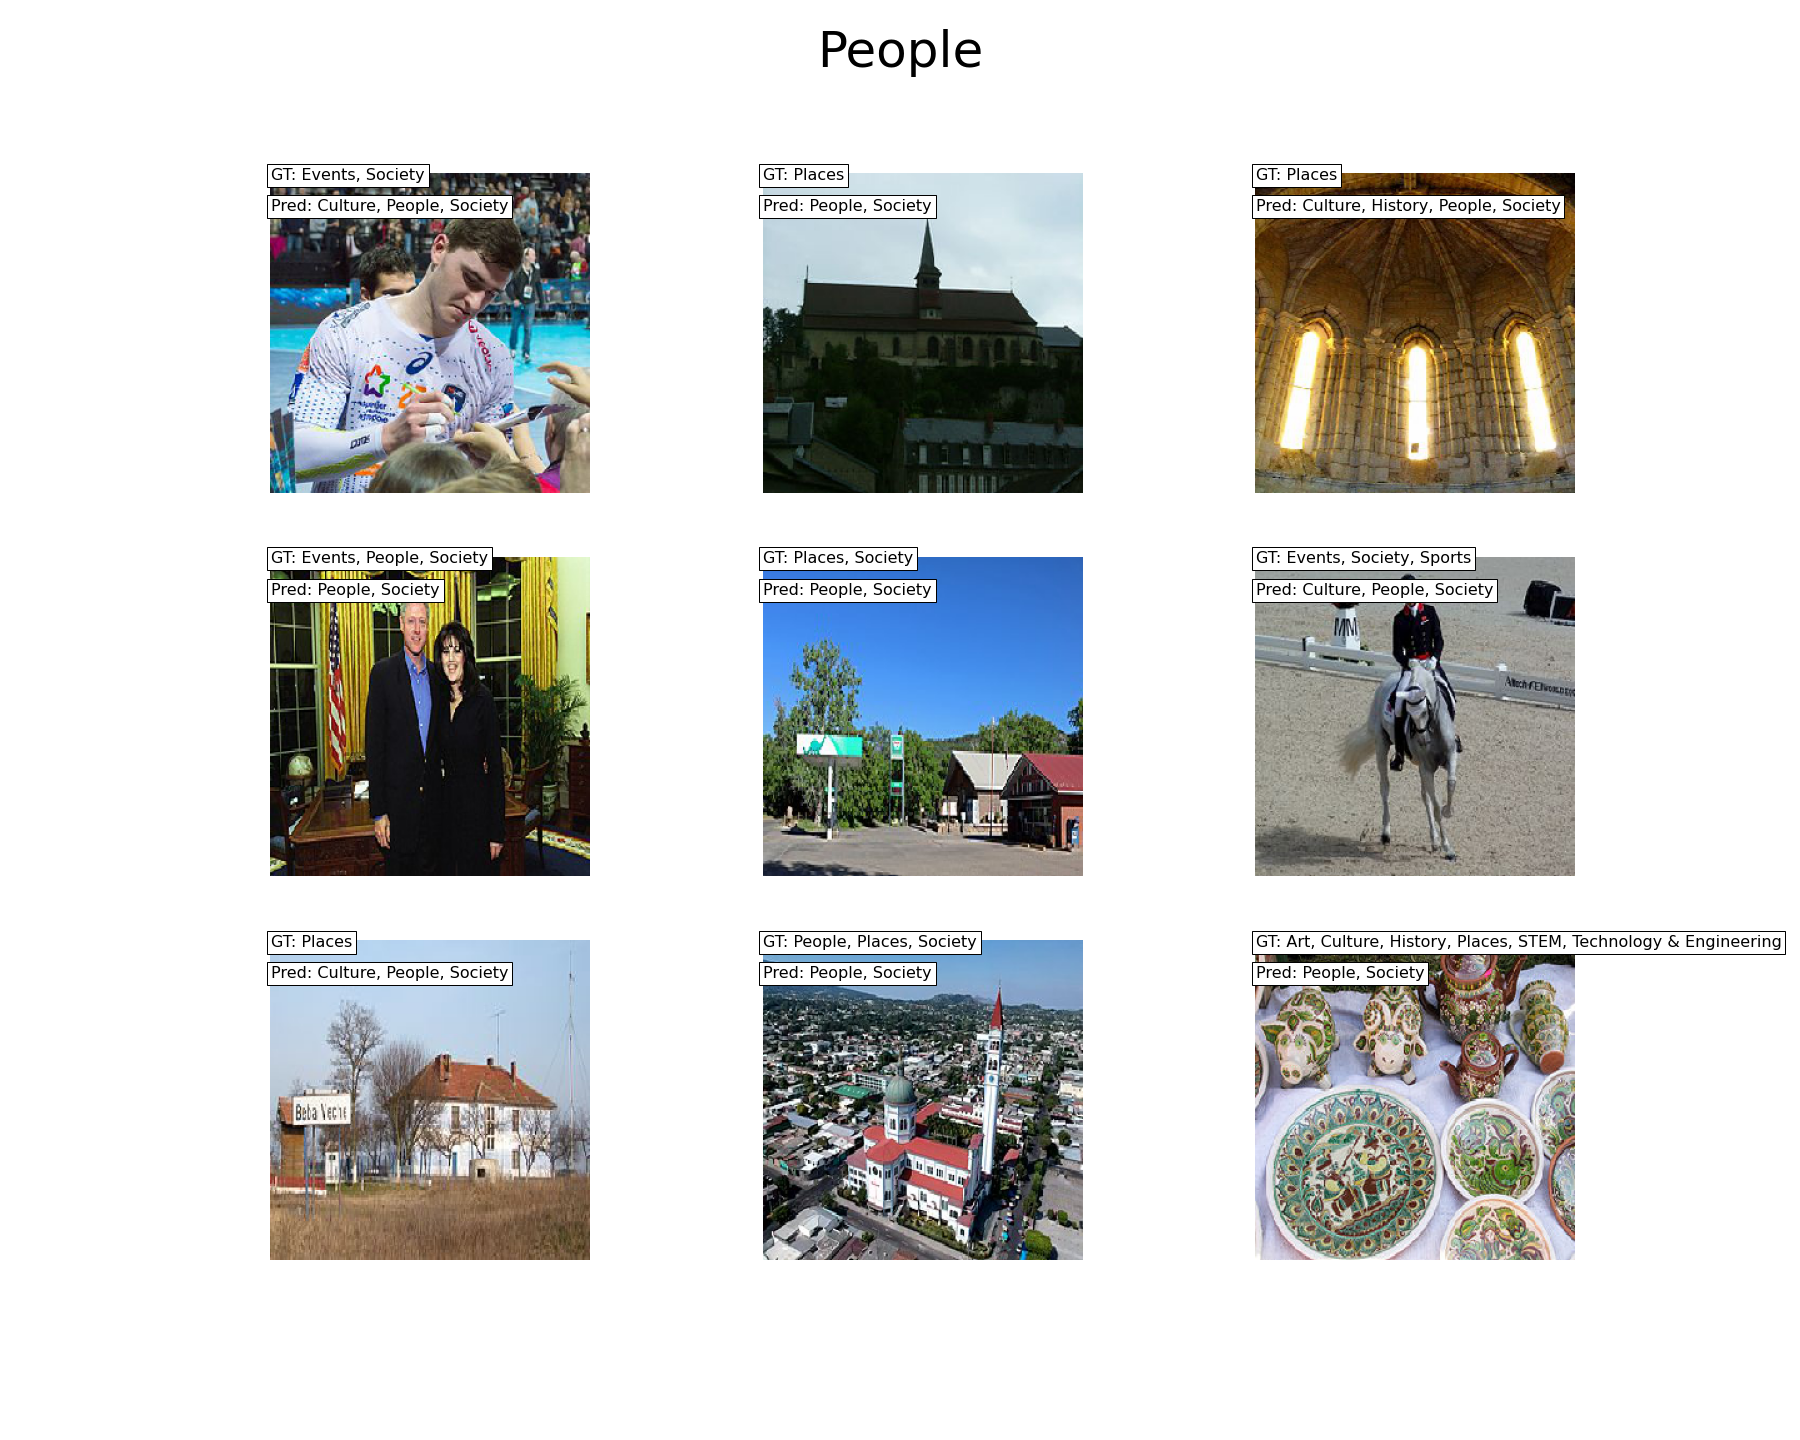 People
GT: Events, Society
Pred: Culture, People, Society
GT: Places
Pred: People, Society
GT: Places
Pred: Culture, History, People, Society
GT: Events, People, Society
Pred: People, Society
GT: Places, Society
Pred: People, Society
GT: Events, Society, Sports
Pred: Culture, People, Society
MM
GT: Places
Pred: Culture, People, Society
Beba Veche
GT: People, Places, Society
Pred: People, Society
GT: Art, Culture, History, Places, STEM, Technology & Engineering
Pred: People, Society